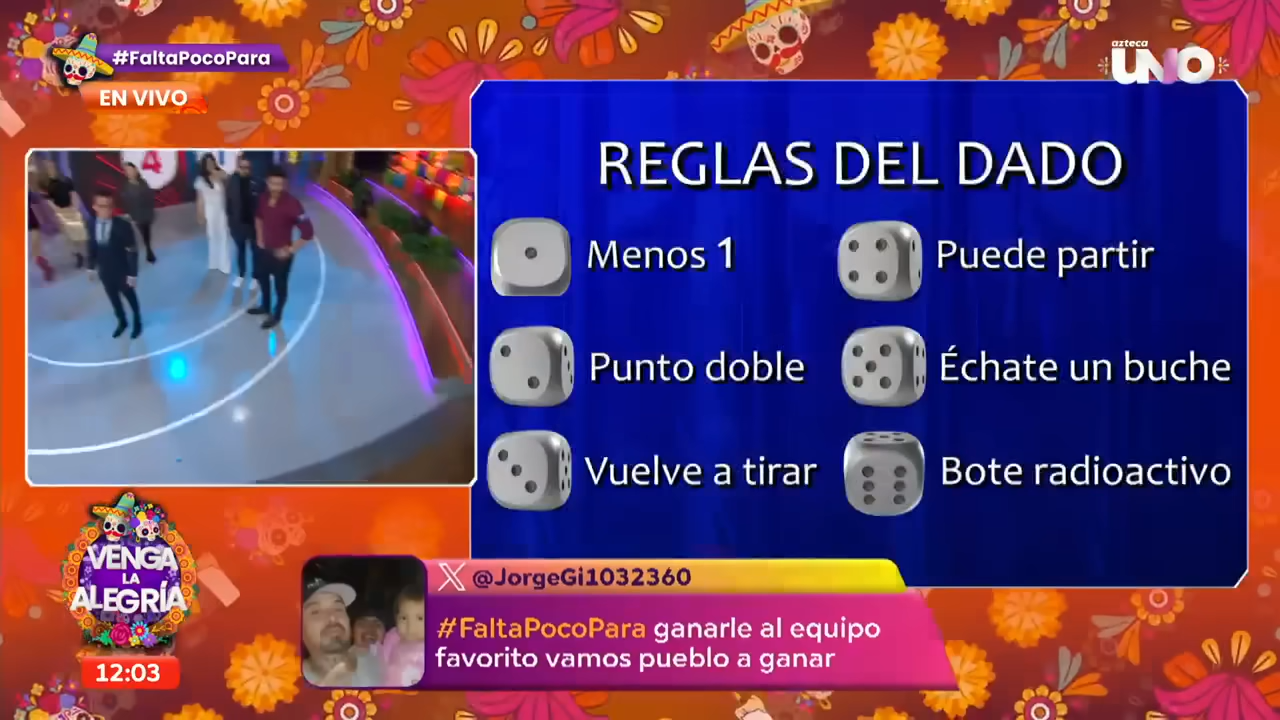 #FaltaPocoPara
EN VIVO
azteca
UNO
4
REGLAS DEL DADO
Menos 1
Puede partir
Punto doble
Échate un buche
Vuelve a tirar
Bote radioactivo
VENGA
LA
ALEGRÍA
12:03
X @JorgeGi1032360
#FaltaPocoPara ganarle al equipo
favorito vamos pueblo a ganar